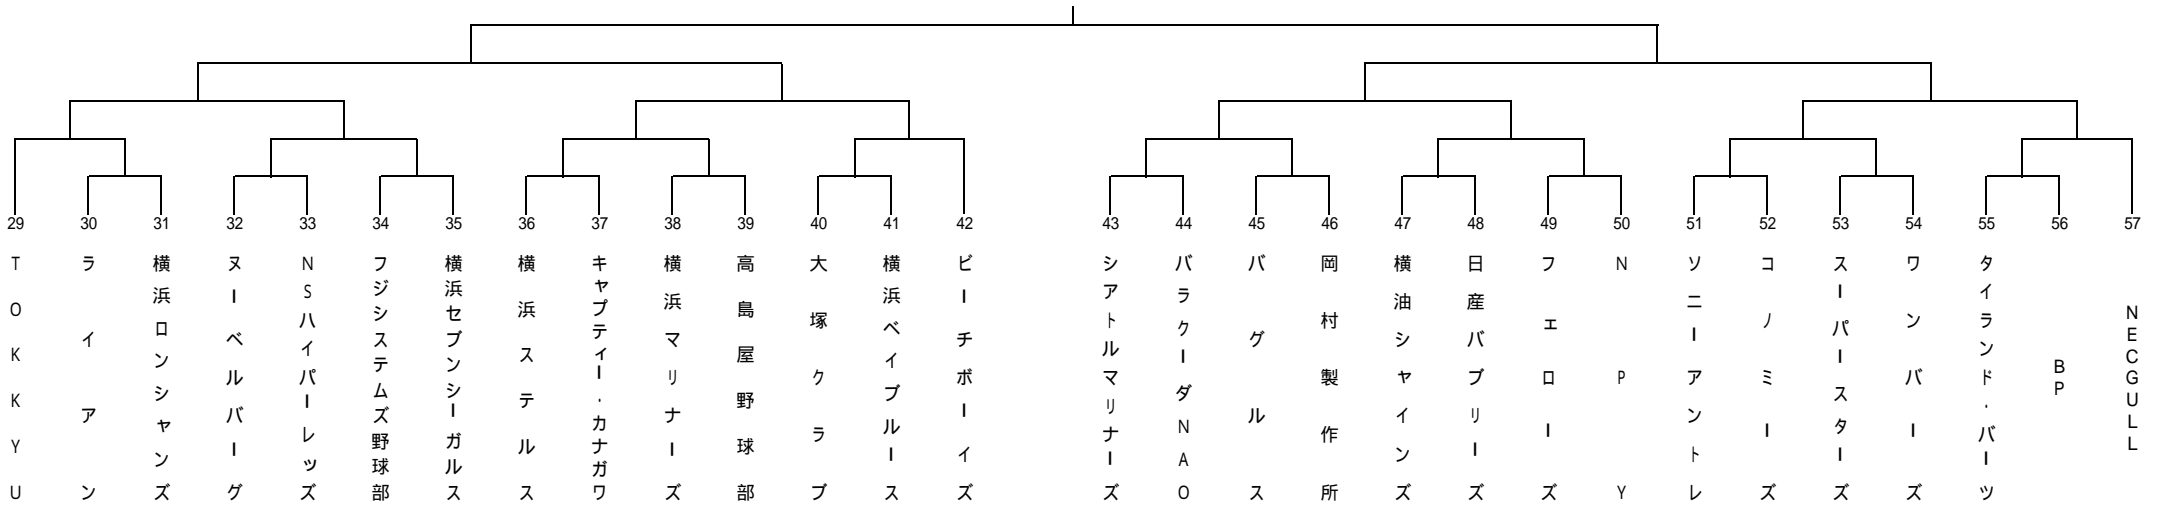 29 TOKKYU
30 ライアン
31 横浜ロンシャンズ
32 ヌーベルバーグ
33 NSハイパーレッズ
34 フジシステムズ野球部
35 横浜セブンシーガルス
36 横浜ステルス
37 キャプティー・カナガワ
38 横浜マリナーズ
39 高島屋野球部
40 大塚クラブ
41 横浜ベイブルース
42 ビーチボーイズ
43 シアトルマリナーズ
44 バラクーダNAO
45 バグルス
46 岡村製作所
47 横油シャインズ
48 日産バブリーズ
49 フェローズ
50 NPY
51 ソニーアントレ
52 コノミーズ
53 スーパースターズ
54 ワンバーズ
55 タイランド・バーツ
56 BP
57 NECGULL